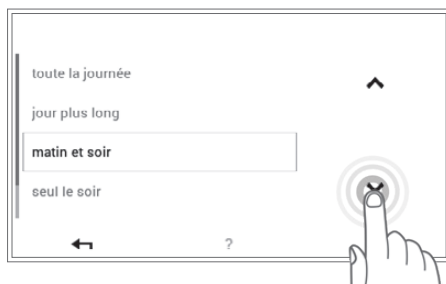 toute la journée
jour plus long
matin et soir
seul le soir
?